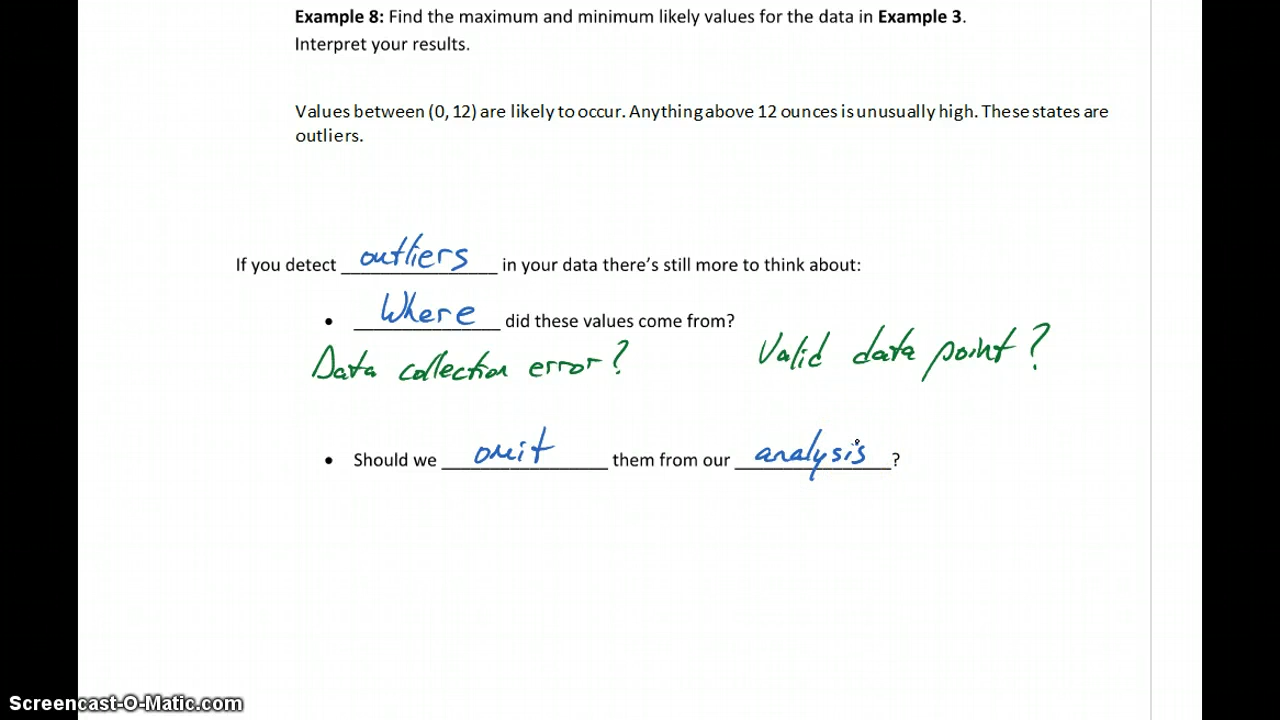 Example 8: Find the maximum and minimum likely values for the data in Example 3.
Interpret your results.
Values between (0, 12) are likely to occur. Anything above 12 ounces is unusually high. These states are
outliers.
If you detect outliers in your data there's still more to think about:
• Where did these values come from?
Data collection error? Valid data point?
• Should we omit them from our analysis?
Screencast-O-Matic.com